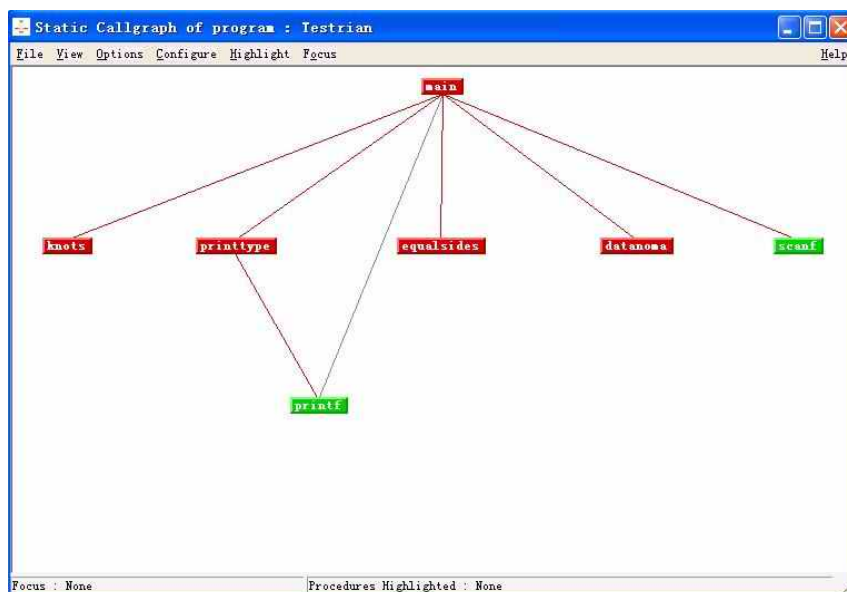 Static Callgraph of program : Testrian
File View Options Configure Highlight Focus Help
main
knots printtype equalsides datanoma scanf
printf
Focus : None Procedures Highlighted : None